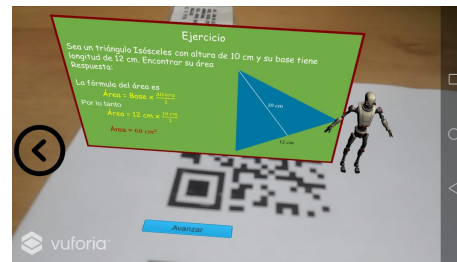 Ejercicio
Sea un triángulo Isósceles con altura de 10 cm y su base tiene
longitud de 12 cm. Encontrar su área
Respuesta:
La fórmula del área es
Área = Base x Altura/2
Por lo tanto
Área = 12 cm x 10 cm/2
Área = 60 cm²
10 cm
12 cm
Avanzar
vuforia™